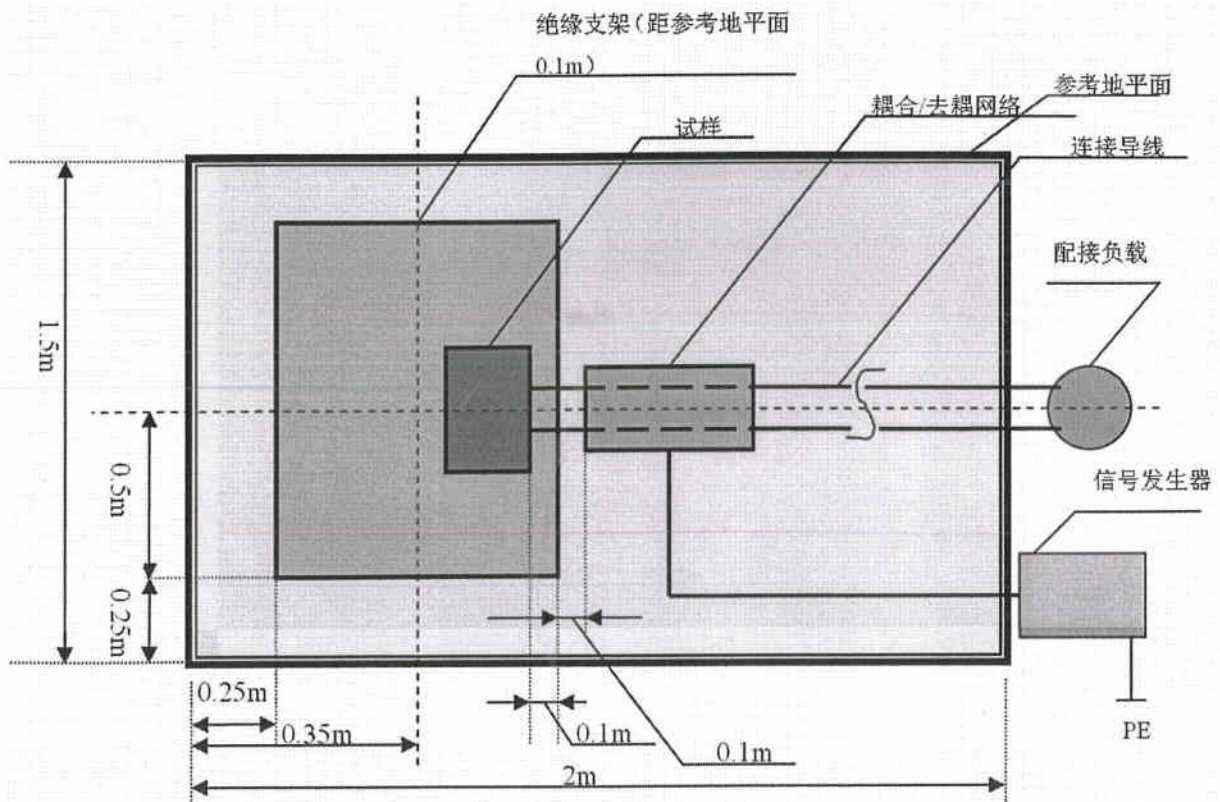 绝缘支架（距参考地平面
0.1m）
参考地平面
耦合/去耦网络
试样
连接导线
配接负载
1.5m
0.5m
信号发生器
0.25m
0.25m
0.35m
0.1m
0.1m
PE
2m